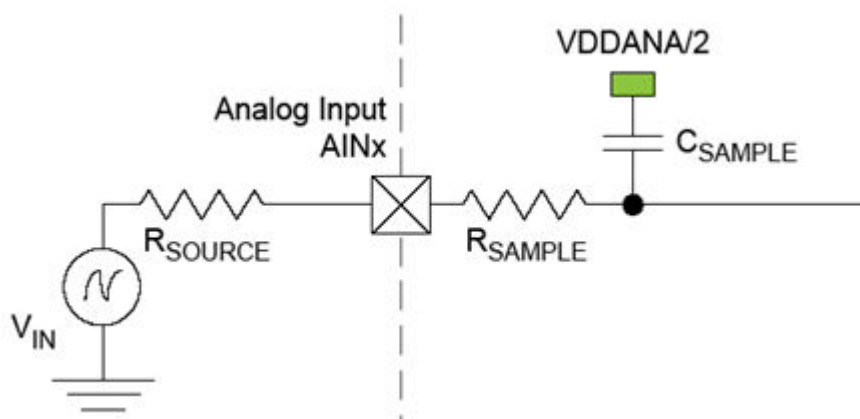 VDDANA/2
Analog Input
AINx
CSAMPLE
RSOURCE
RSAMPLE
VIN